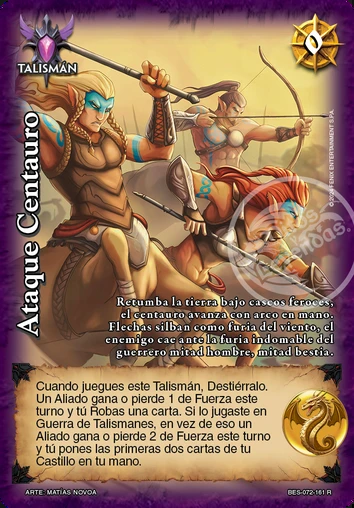 TALISMÁN
0
Ataque Centauro
Retumba la tierra bajo cascos feroces,
el centauro avanza con arco en mano.
Flechas silban como furia del viento, el
enemigo cae ante la furia indomable del
guerrero mitad hombre, mitad bestia.
Cuando juegues este Talismán, Destiérralo.
Un Aliado gana o pierde 1 de Fuerza este
turno y tú Robas una carta. Si lo jugaste en
Guerra de Talismanes, en vez de eso un
Aliado gana o pierde 2 de Fuerza este turno
y tú pones las primeras dos cartas de tu
Castillo en tu mano.
ARTE: MATÍAS NOVOA
BES-072-161 R